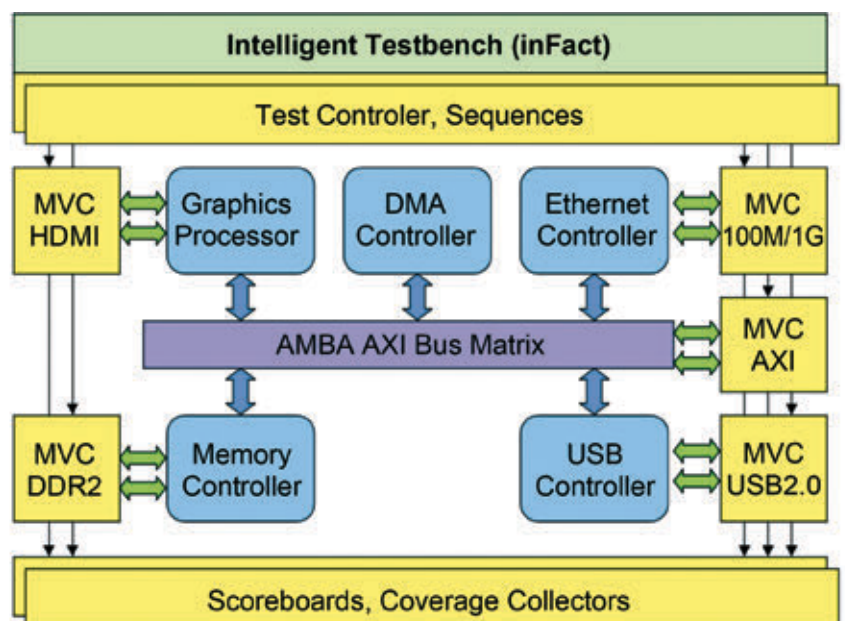 Intelligent Testbench (inFact)
Test Controler, Sequences
MVC
HDMI
Graphics
Processor
DMA
Controller
Ethernet
Controller
MVC
100M/1G
AMBA AXI Bus Matrix
MVC
AXI
MVC
DDR2
Memory
Controller
USB
Controller
MVC
USB2.0
Scoreboards, Coverage Collectors